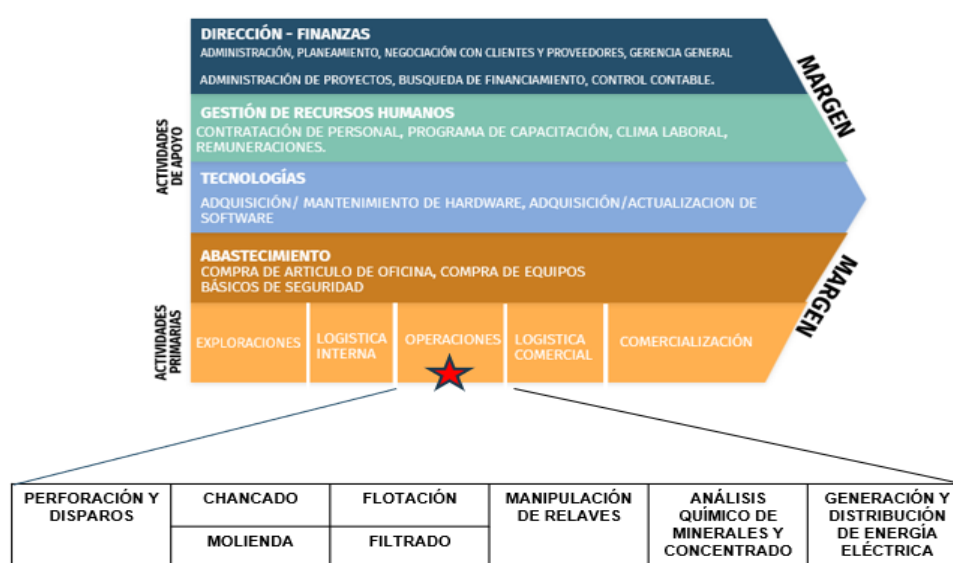 DIRECCIÓN - FINANZAS
ADMINISTRACIÓN, PLANEAMIENTO, NEGOCIACIÓN CON CLIENTES Y PROVEEDORES, GERENCIA GENERAL
ADMINISTRACIÓN DE PROYECTOS, BUSQUEDA DE FINANCIAMIENTO, CONTROL CONTABLE.
MARGEN
ACTIVIDADES
DE APOYO
GESTIÓN DE RECURSOS HUMANOS
CONTRATACIÓN DE PERSONAL, PROGRAMA DE CAPACITACIÓN, CLIMA LABORAL,
REMUNERACIONES.
TECNOLOGÍAS
ADQUISICIÓN/ MANTENIMIENTO DE HARDWARE, ADQUISICIÓN/ACTUALIZACION DE
SOFTWARE
ABASTECIMIENTO
COMPRA DE ARTICULO DE OFICINA, COMPRA DE EQUIPOS
BÁSICOS DE SEGURIDAD
MARGEN
ACTIVIDADES
PRIMARIAS
EXPLORACIONES
LOGISTICA
INTERNA
OPERACIONES
LOGISTICA
COMERCIAL
COMERCIALIZACIÓN
PERFORACIÓN Y
DISPAROS
CHANCADO
MOLIENDA
FLOTACIÓN
FILTRADO
MANIPULACIÓN
DE RELAVES
ANÁLISIS
QUÍMICO DE
MINERALES Y
CONCENTRADO
GENERACIÓN Y
DISTRIBUCIÓN
DE ENERGÍA
ELÉCTRICA